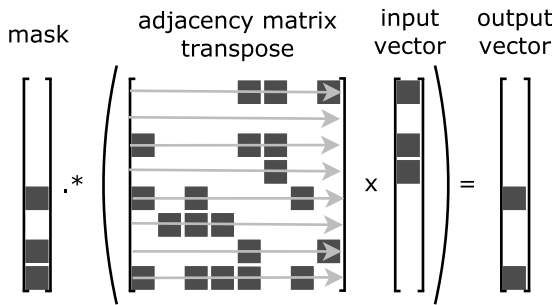 mask
adjacency matrix
transpose
input
vector
output
vector
.*
x
=